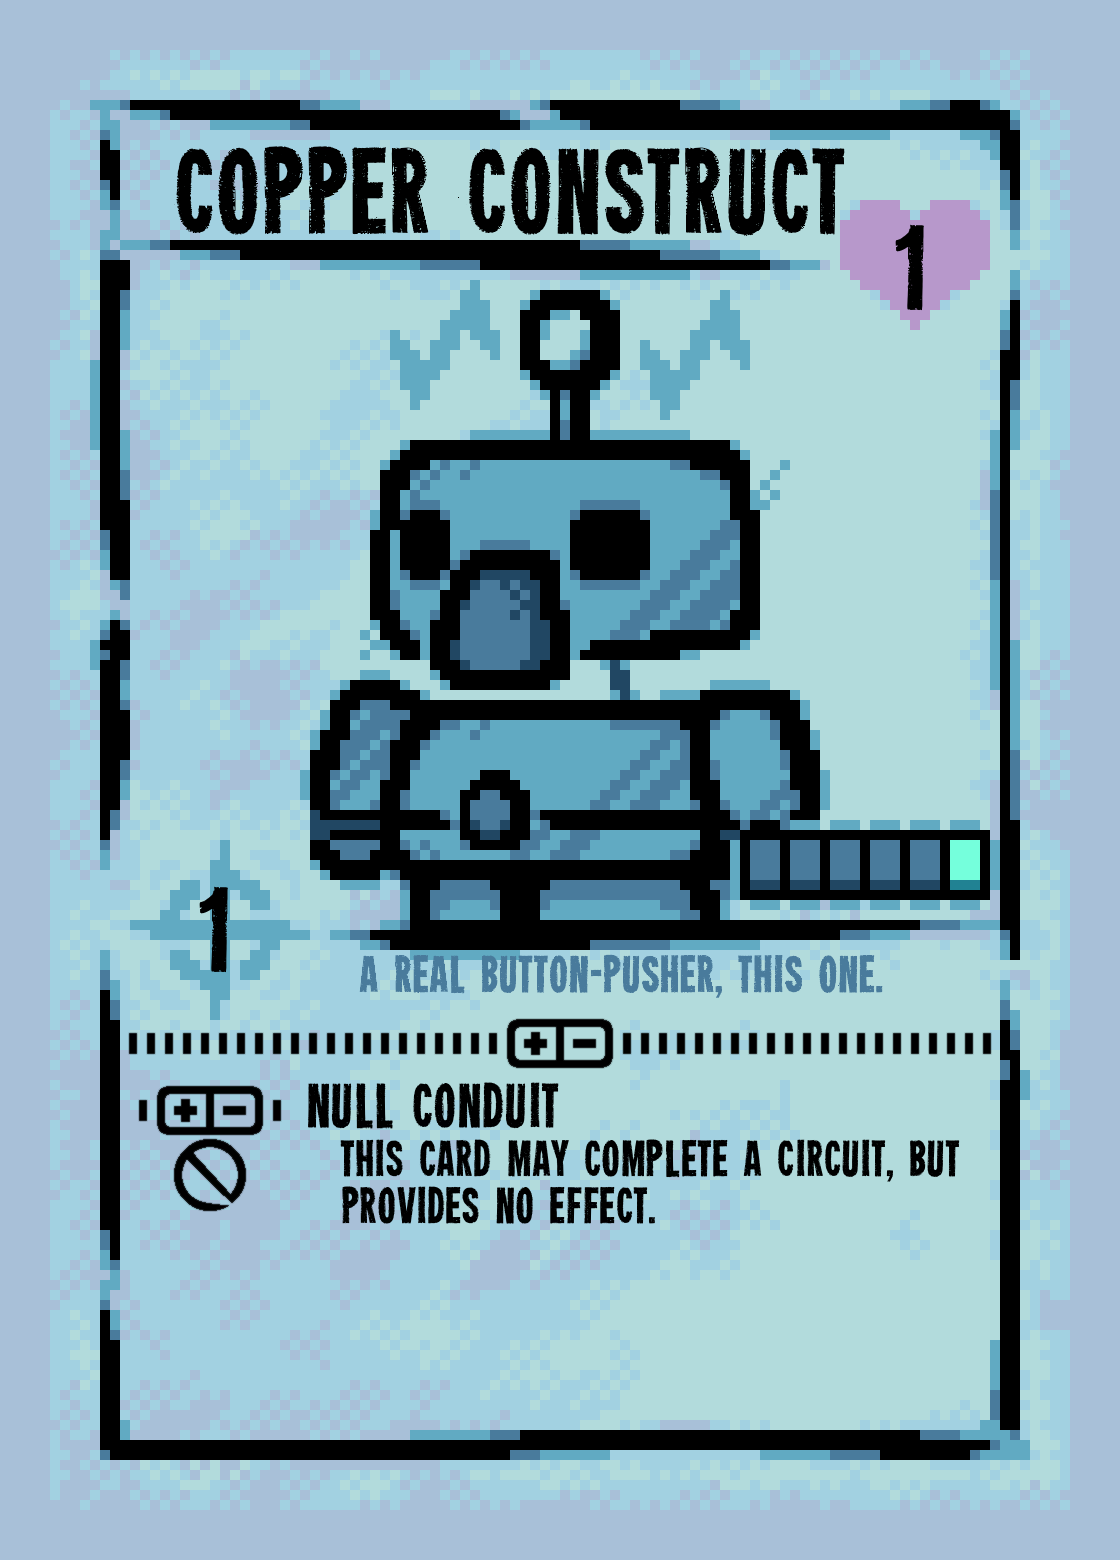 COPPER CONSTRUCT
1
1
A REAL BUTTON-PUSHER, THIS ONE.
NULL CONDUIT
THIS CARD MAY COMPLETE A CIRCUIT, BUT
PROVIDES NO EFFECT.